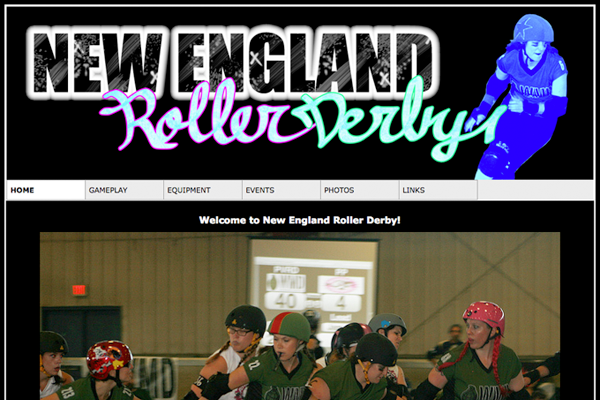 NEW ENGLAND
Roller Derby
HOME
GAMEPLAY
EQUIPMENT
EVENTS
PHOTOS
LINKS
Welcome to New England Roller Derby!
40
4